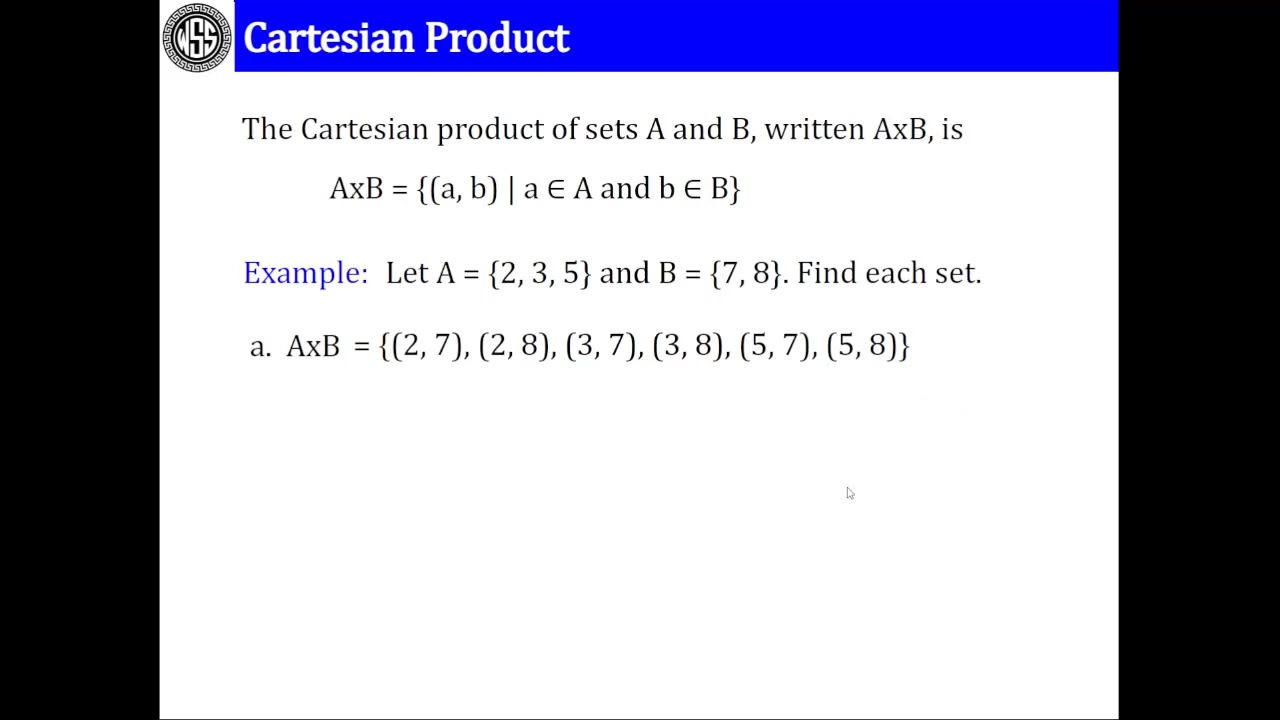 WSS
Cartesian Product
The Cartesian product of sets A and B, written AxB, is
AxB = {(a, b) | a ∈ A and b ∈ B}
Example: Let A = {2, 3, 5} and B = {7, 8}. Find each set.
a. AxB = {(2, 7), (2, 8), (3, 7), (3, 8), (5, 7), (5, 8)}